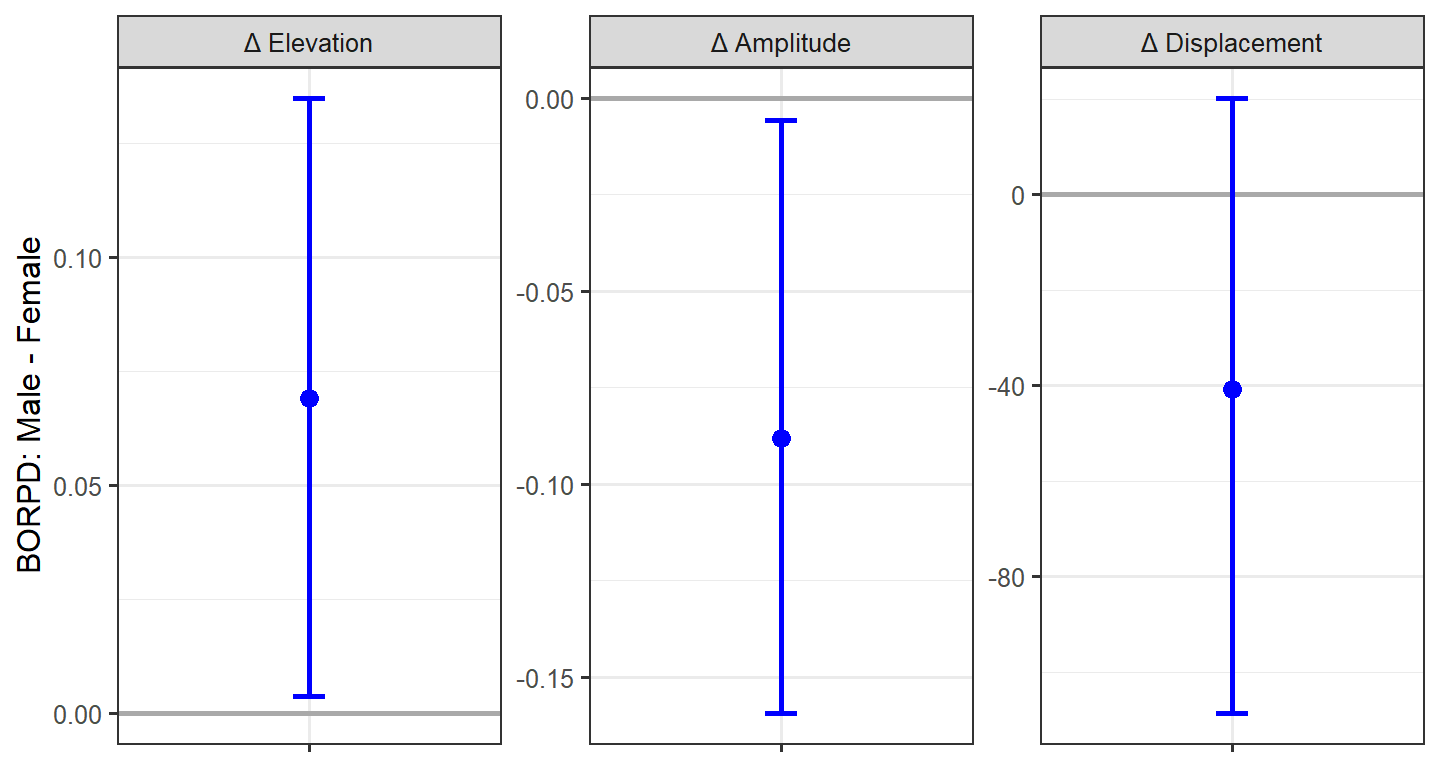 Δ Elevation
Δ Amplitude
Δ Displacement
BORPD: Male - Female
0.10
0.05
0.00
0.00
-0.05
-0.10
-0.15
0
-40
-80